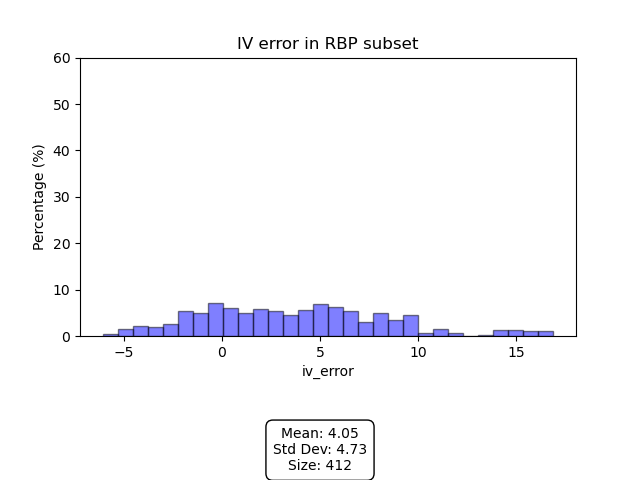 IV error in RBP subset
60
50
40
30
20
10
0
Percentage (%)
−5
0
5
10
15
iv_error
Mean: 4.05
Std Dev: 4.73
Size: 412